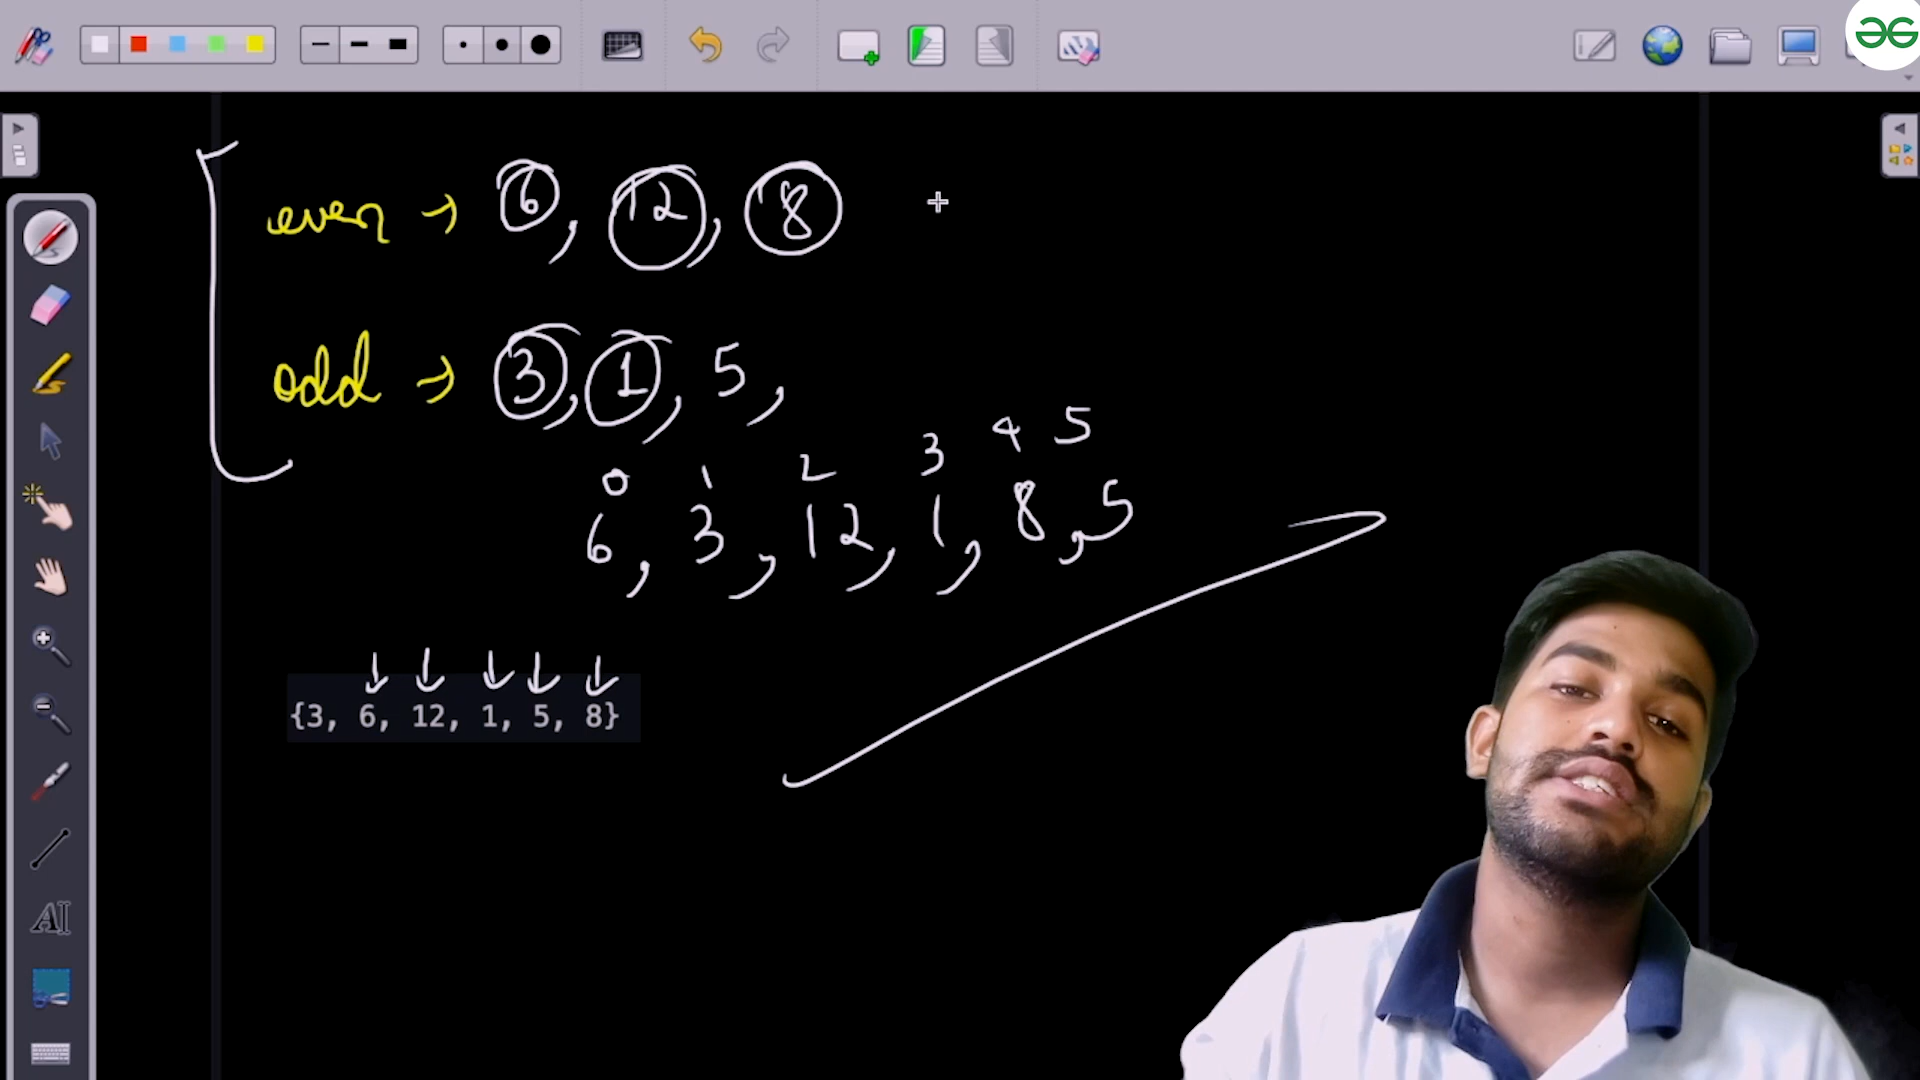 even → 6, 12, 8
odd → 3, 1, 5,
0 1 2 3 4 5
6, 3, 12, 1, 8, 5
{3, 6, 12, 1, 5, 8}
AI